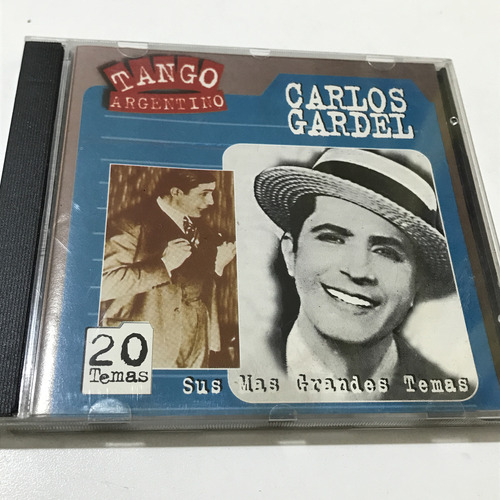 TANGO
ARGENTINO
CARLOS
GARDEL
20
Temas
Sus Mas Grandes Temas